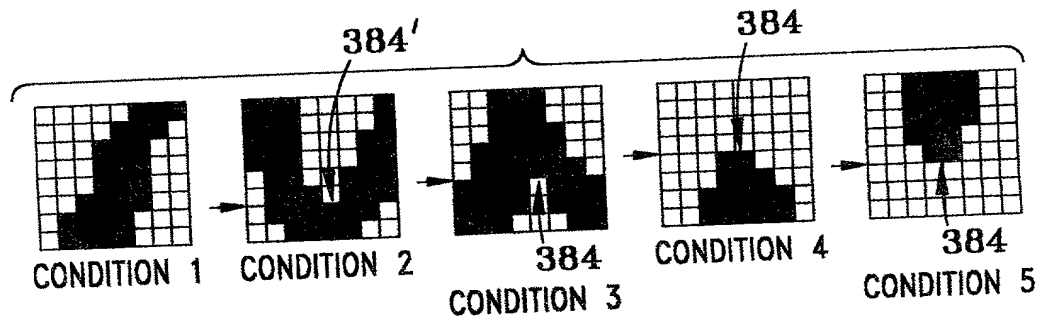 384'
384
CONDITION 1
CONDITION 2
384
CONDITION 3
CONDITION 4
384
CONDITION 5